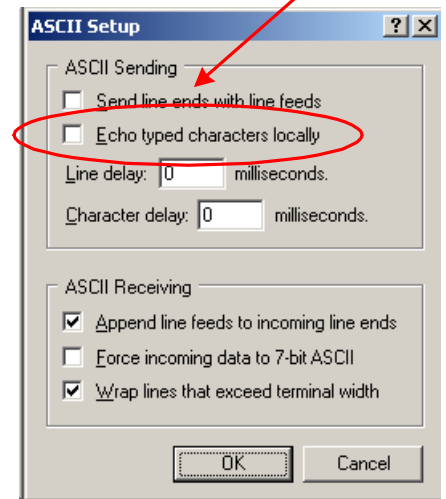 ASCII Setup
ASCII Sending
Send line ends with line feeds
Echo typed characters locally
Line delay: 0 milliseconds.
Character delay: 0 milliseconds.
ASCII Receiving
Append line feeds to incoming line ends
Force incoming data to 7-bit ASCII
Wrap lines that exceed terminal width
OK Cancel